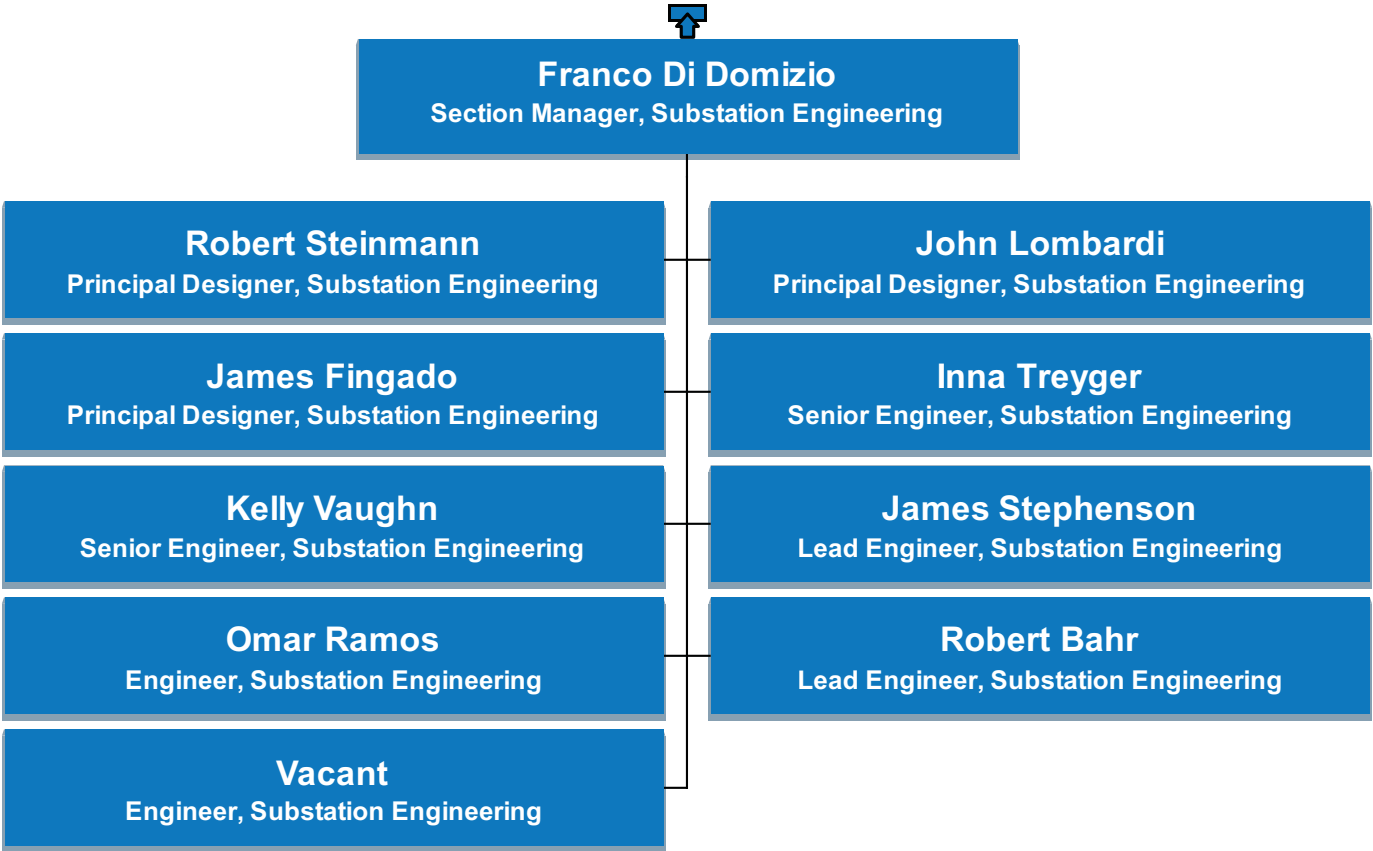 Franco Di Domizio
Section Manager, Substation Engineering
Robert Steinmann
Principal Designer, Substation Engineering
John Lombardi
Principal Designer, Substation Engineering
James Fingado
Principal Designer, Substation Engineering
Inna Treyger
Senior Engineer, Substation Engineering
Kelly Vaughn
Senior Engineer, Substation Engineering
James Stephenson
Lead Engineer, Substation Engineering
Omar Ramos
Engineer, Substation Engineering
Robert Bahr
Lead Engineer, Substation Engineering
Vacant
Engineer, Substation Engineering